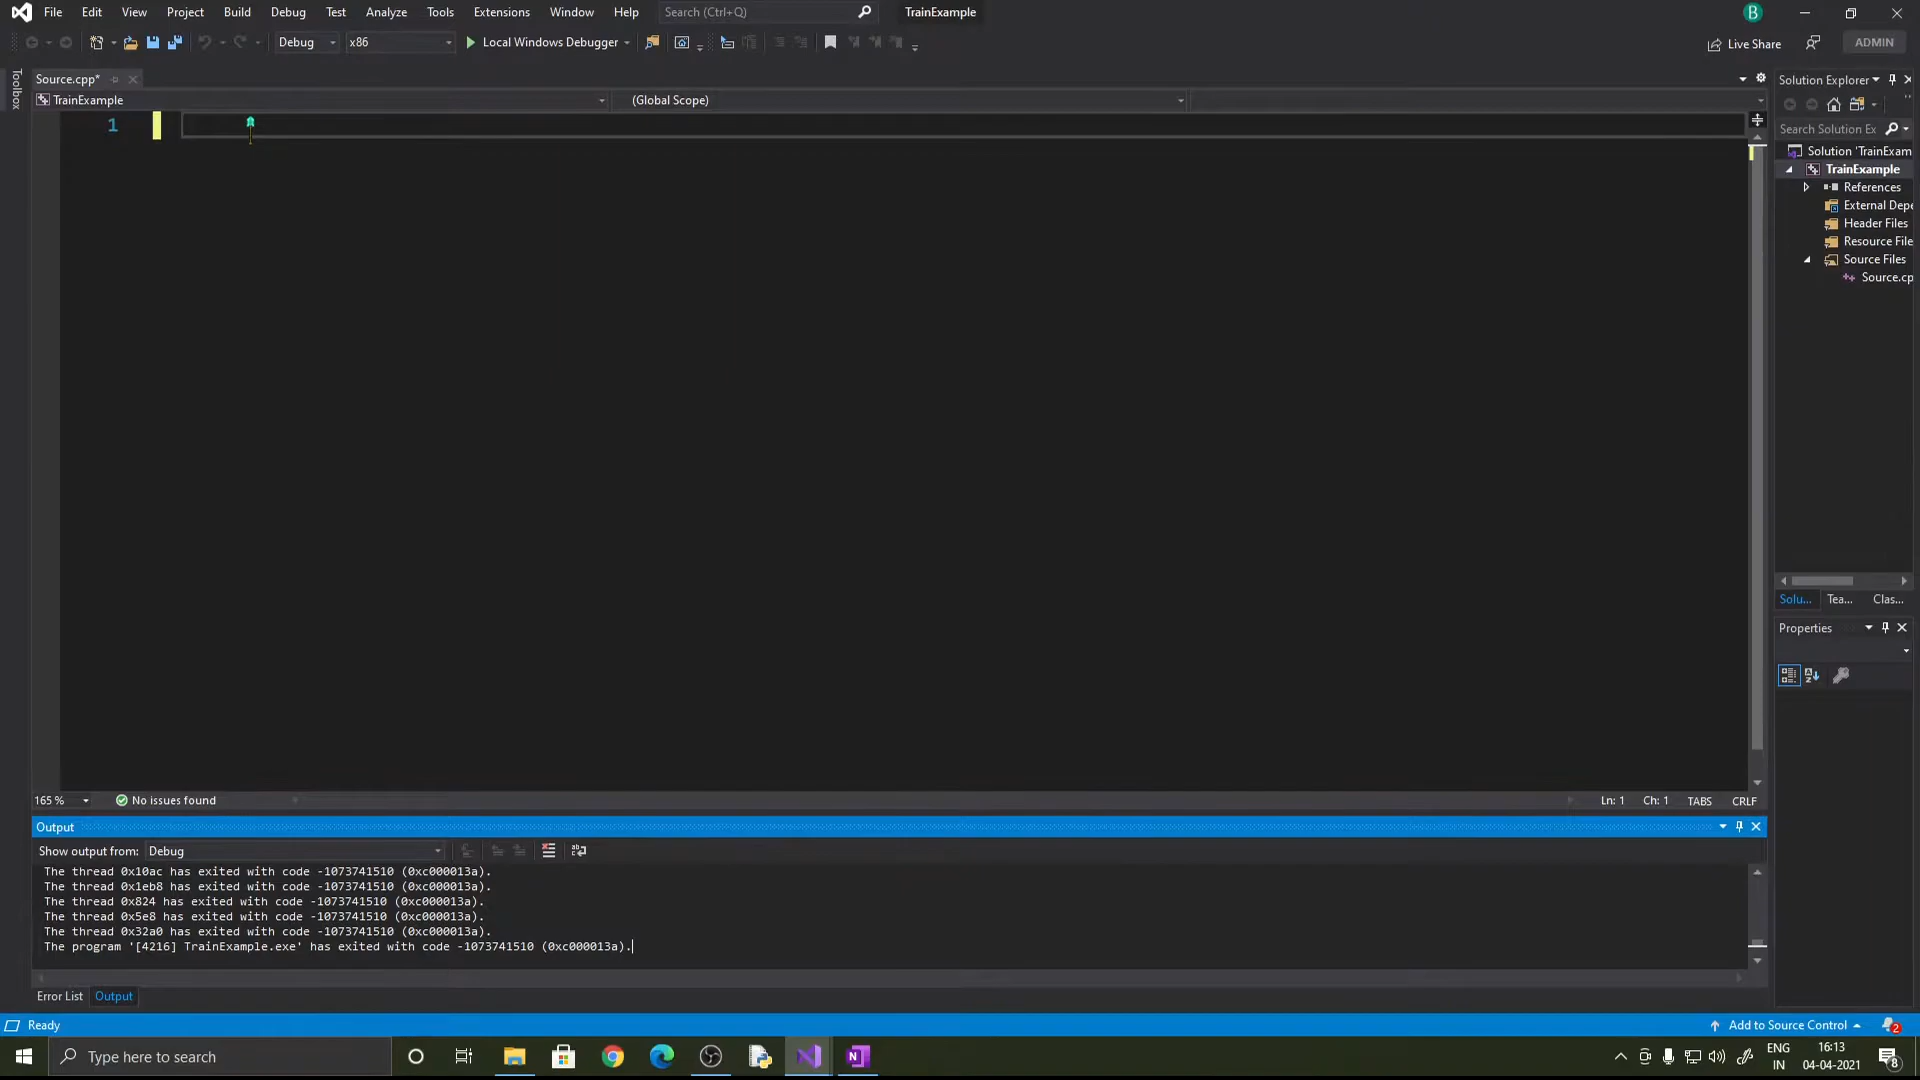 File Edit View Project Build Debug Test Analyze Tools Extensions Window Help Search (Ctrl+Q) TrainExample B
Debug x86 Local Windows Debugger Live Share ADMIN
Toolbox
Source.cpp*
TrainExample (Global Scope)
1
Solution Explorer
Search Solution Ex
Solution 'TrainExam
TrainExample
References
External Depe
Header Files
Resource File
Source Files
Source.cp
Solu... Tea... Clas...
Properties
165 % No issues found Ln: 1 Ch: 1 TABS CRLF
Output
Show output from: Debug
The thread 0x10ac has exited with code -1073741510 (0xc000013a).
The thread 0x1eb8 has exited with code -1073741510 (0xc000013a).
The thread 0x824 has exited with code -1073741510 (0xc000013a).
The thread 0x5e8 has exited with code -1073741510 (0xc000013a).
The thread 0x32a0 has exited with code -1073741510 (0xc000013a).
The program '[4216] TrainExample.exe' has exited with code -1073741510 (0xc000013a).
Error List Output
Ready Add to Source Control 2
Type here to search N ENG 16:13
IN 04-04-2021 8